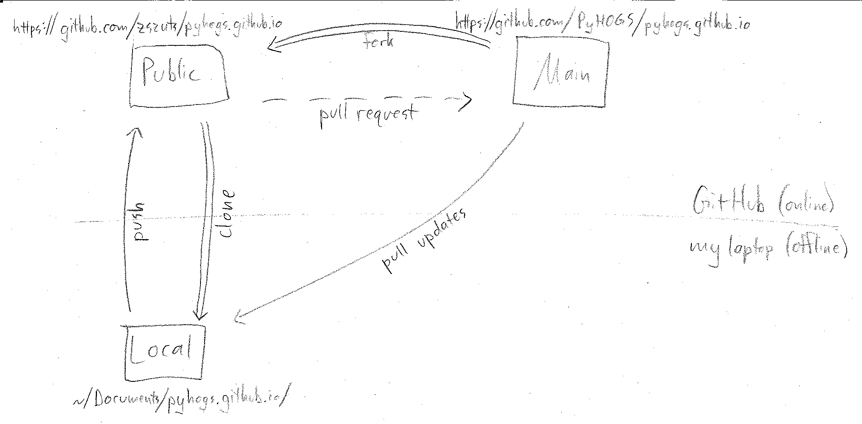 https://github.com/zszuts/pyhogs.github.io
https://github.com/PyHOGS/pyhogs.github.io
fork
Public
Main
pull request
push
clone
pull updates
GitHub (online)
my laptop (offline)
Local
~/Documents/pyhogs.github.io/